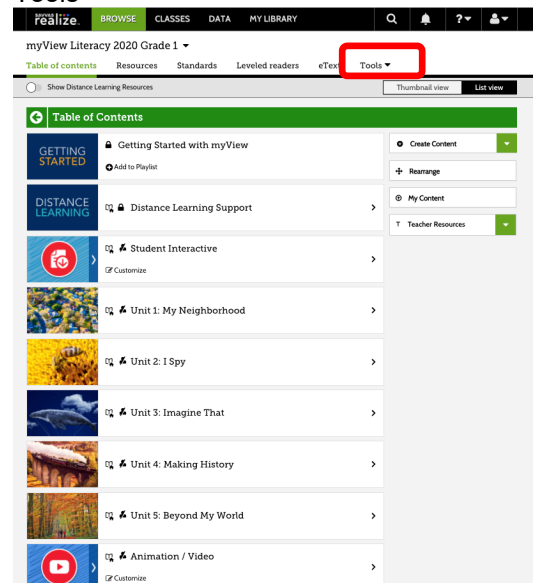 Tools
savvas
realize. BROWSE CLASSES DATA MY LIBRARY ?
myView Literacy 2020 Grade 1
Table of contents Resources Standards Leveled readers eText Tools
Show Distance Learning Resources Thumbnail view List view
Table of Contents
GETTING STARTED
Getting Started with myView
Add to Playlist
Create Content
Rearrange
My Content
T Teacher Resources
DISTANCE LEARNING
Distance Learning Support
Student Interactive
Customize
Unit 1: My Neighborhood
Unit 2: I Spy
Unit 3: Imagine That
Unit 4: Making History
Unit 5: Beyond My World
Animation / Video
Customize